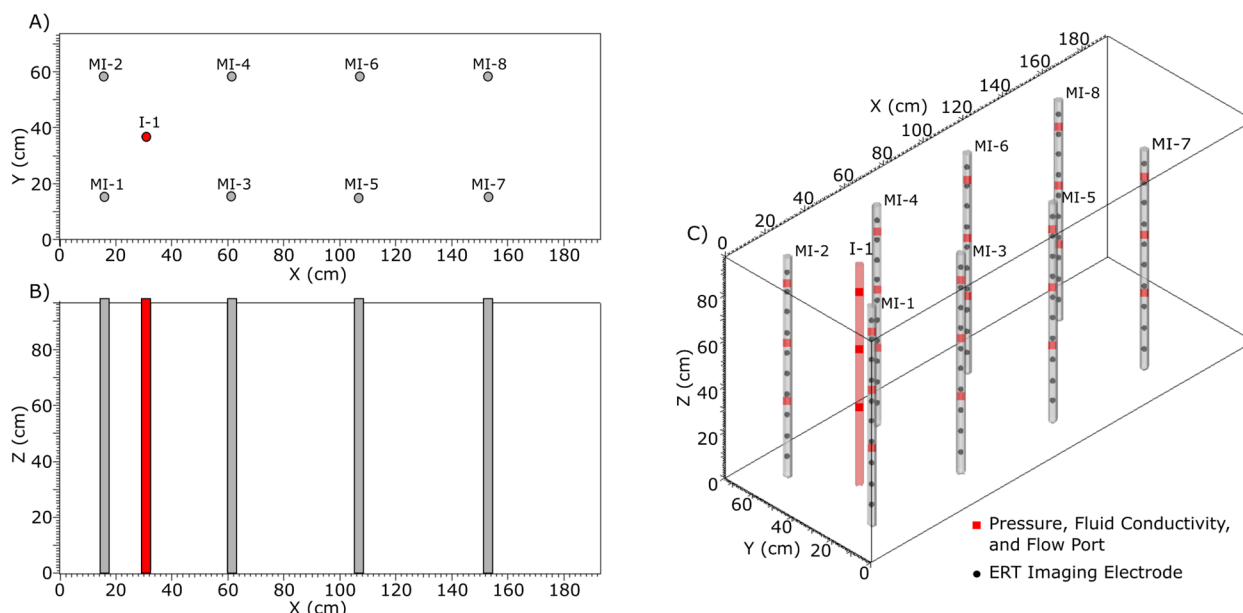 A)
60
40
20
0
Y (cm)
MI-2
MI-4
MI-6
MI-8
I-1
MI-1
MI-3
MI-5
MI-7
0 20 40 60 80 100 120 140 160 180
X (cm)
B)
80
60
40
20
0
Z (cm)
0 20 40 60 80 100 120 140 160 180
X (cm)
C)
180
160
140
120
100
80
60
40
20
0
X (cm)
MI-8
MI-7
MI-6
MI-5
MI-4
MI-3
MI-2
I-1
MI-1
80
60
40
20
0
Z (cm)
60
40
20
0
Y (cm)
Pressure, Fluid Conductivity,
and Flow Port
ERT Imaging Electrode